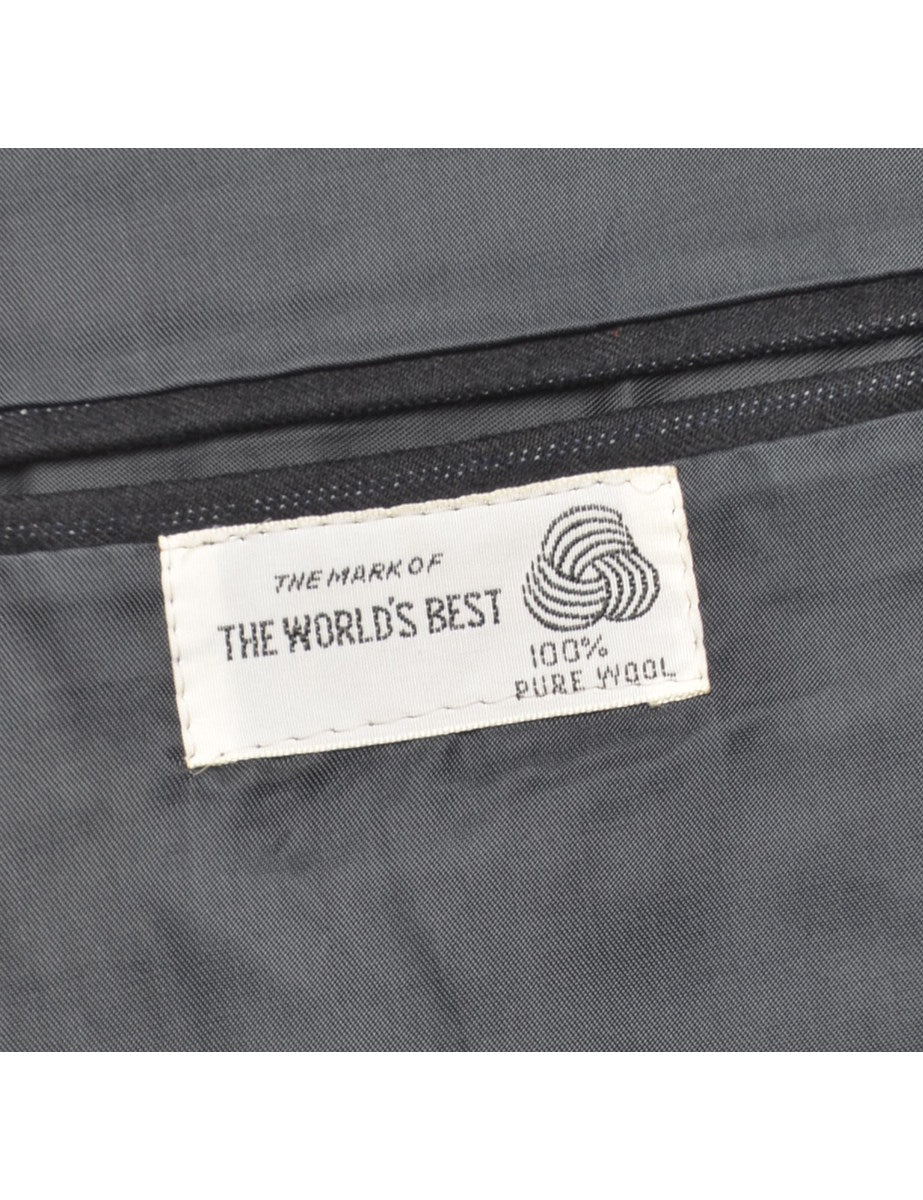 THE MARK OF
THE WORLD'S BEST
100%
PURE WOOL